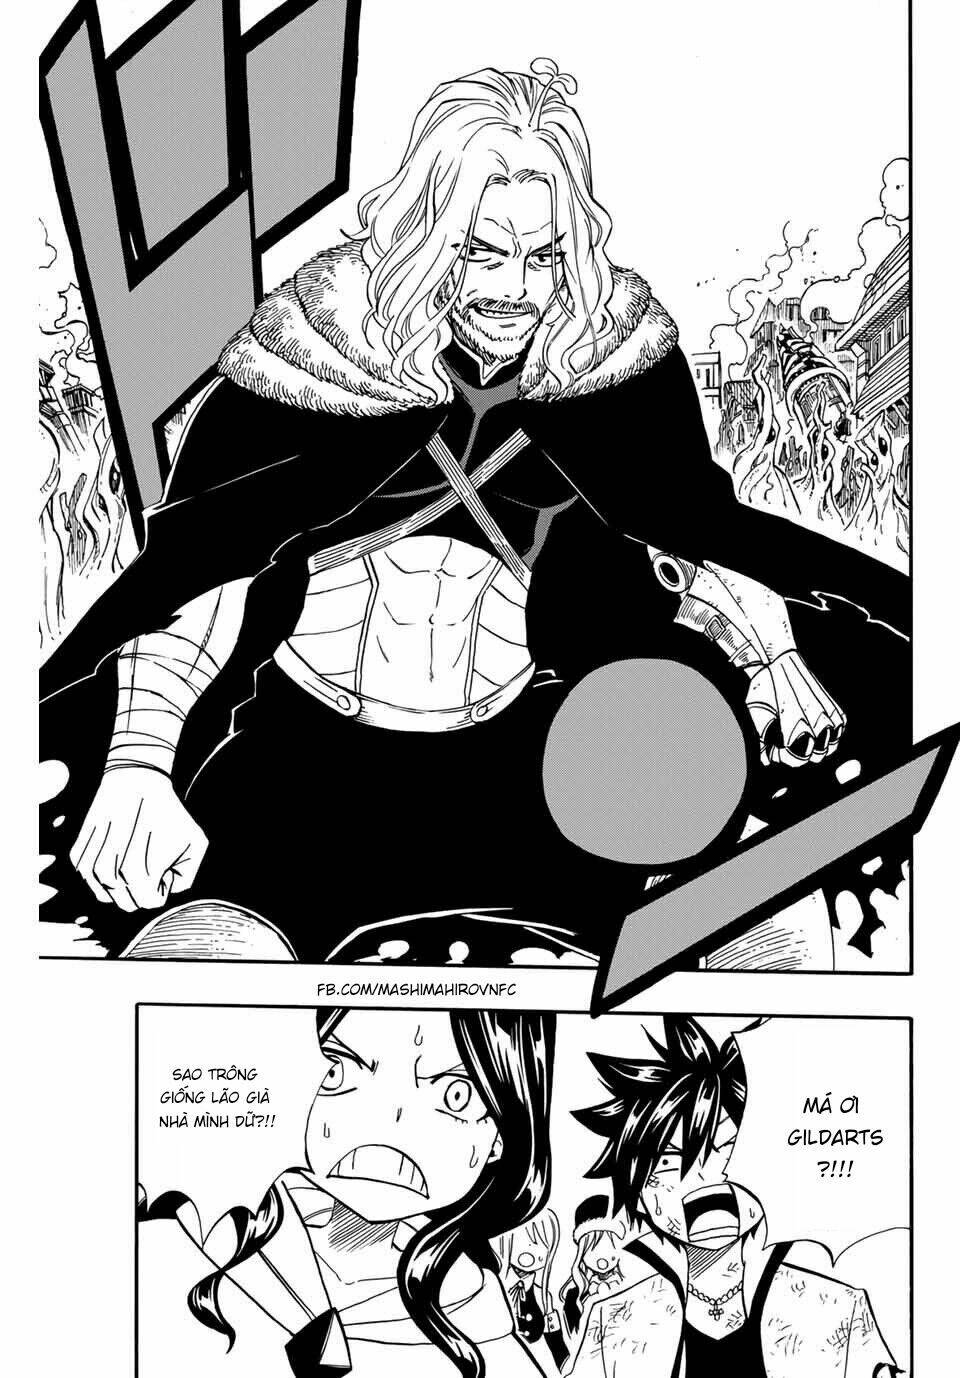 FB.COM/MASHIMAHIROVNFC
MÁ ƠI
GILDARTS
?!!!
SAO TRÔNG
GIỐNG LÃO GIÀ
NHÀ MÌNH DỮ?!!